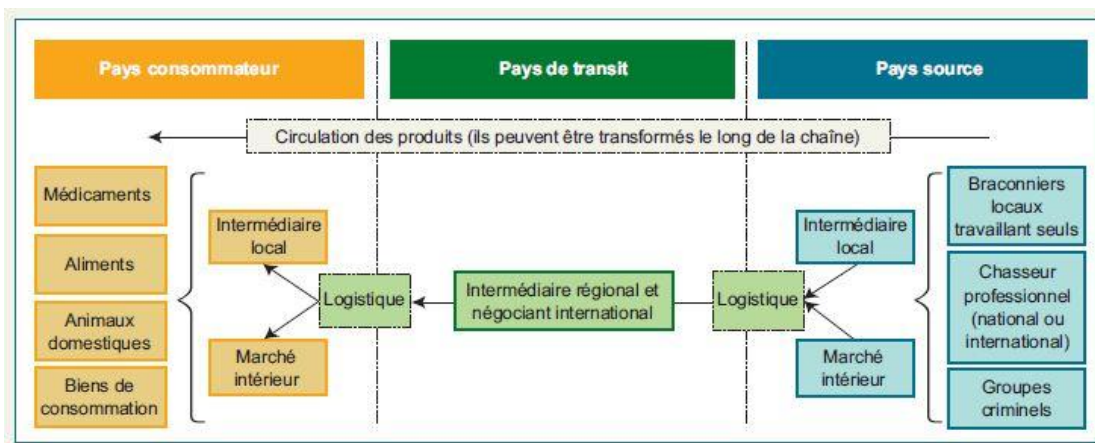 Pays consommateur
Pays de transit
Pays source
Circulation des produits (ils peuvent être transformés le long de la chaîne)
Médicaments
Aliments
Animaux
domestiques
Biens de
consommation
Intermédiaire
local
Marché
intérieur
Logistique
Intermédiaire régional et
négociant international
Logistique
Intermédiaire
local
Marché
intérieur
Braconniers
locaux
travaillant seuls
Chasseur
professionnel
(national ou
international)
Groupes
criminels